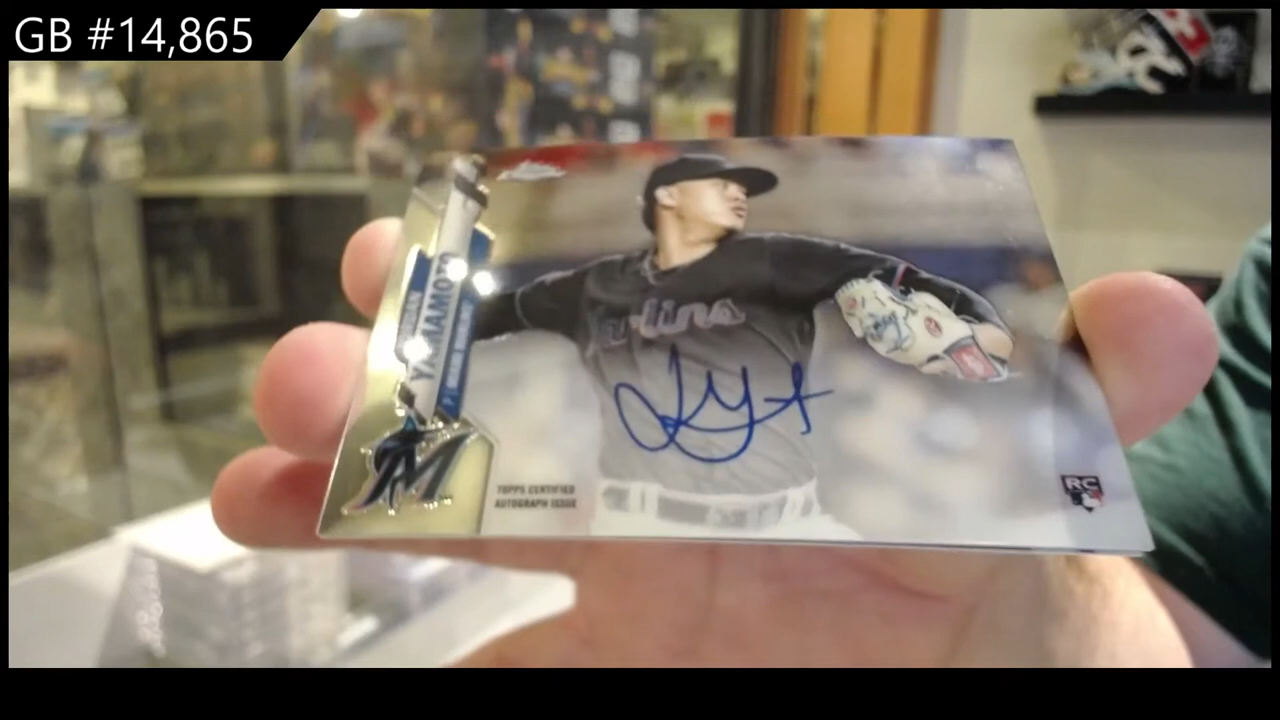 GB #14,865
YAMAMOTO
Marlins
M
TOPPS CERTIFIED
AUTOGRAPH ISSUE
RC